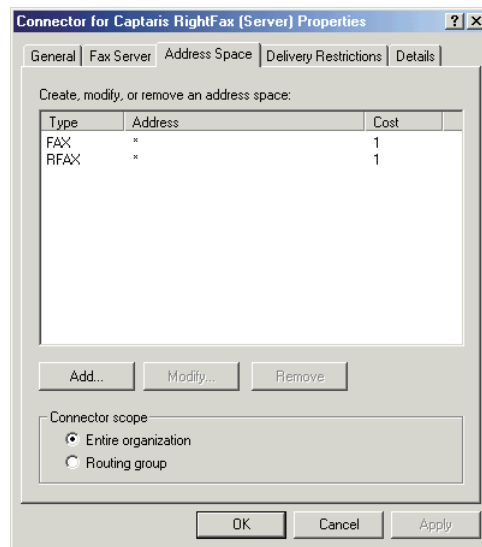 Connector for Captaris RightFax (Server) Properties ? X
General Fax Server Address Space Delivery Restrictions Details
Create, modify, or remove an address space:
Type Address Cost
FAX * 1
RFAX * 1
Add... Modify... Remove
Connector scope
Entire organization
Routing group
OK Cancel Apply